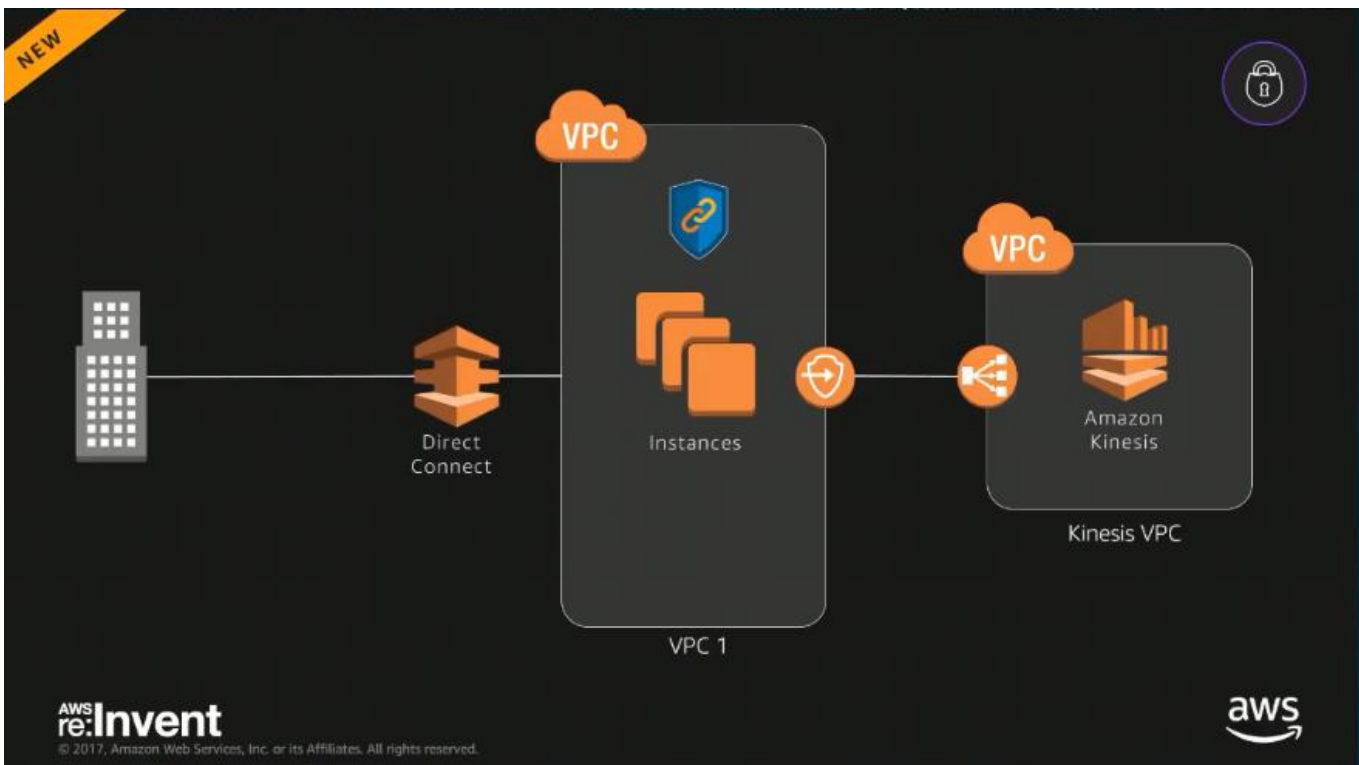 NEW
VPC
VPC
Direct
Connect
Instances
Amazon
Kinesis
Kinesis VPC
VPC 1
AWS
re:Invent
© 2017, Amazon Web Services, Inc. or its Affiliates. All rights reserved.
aws